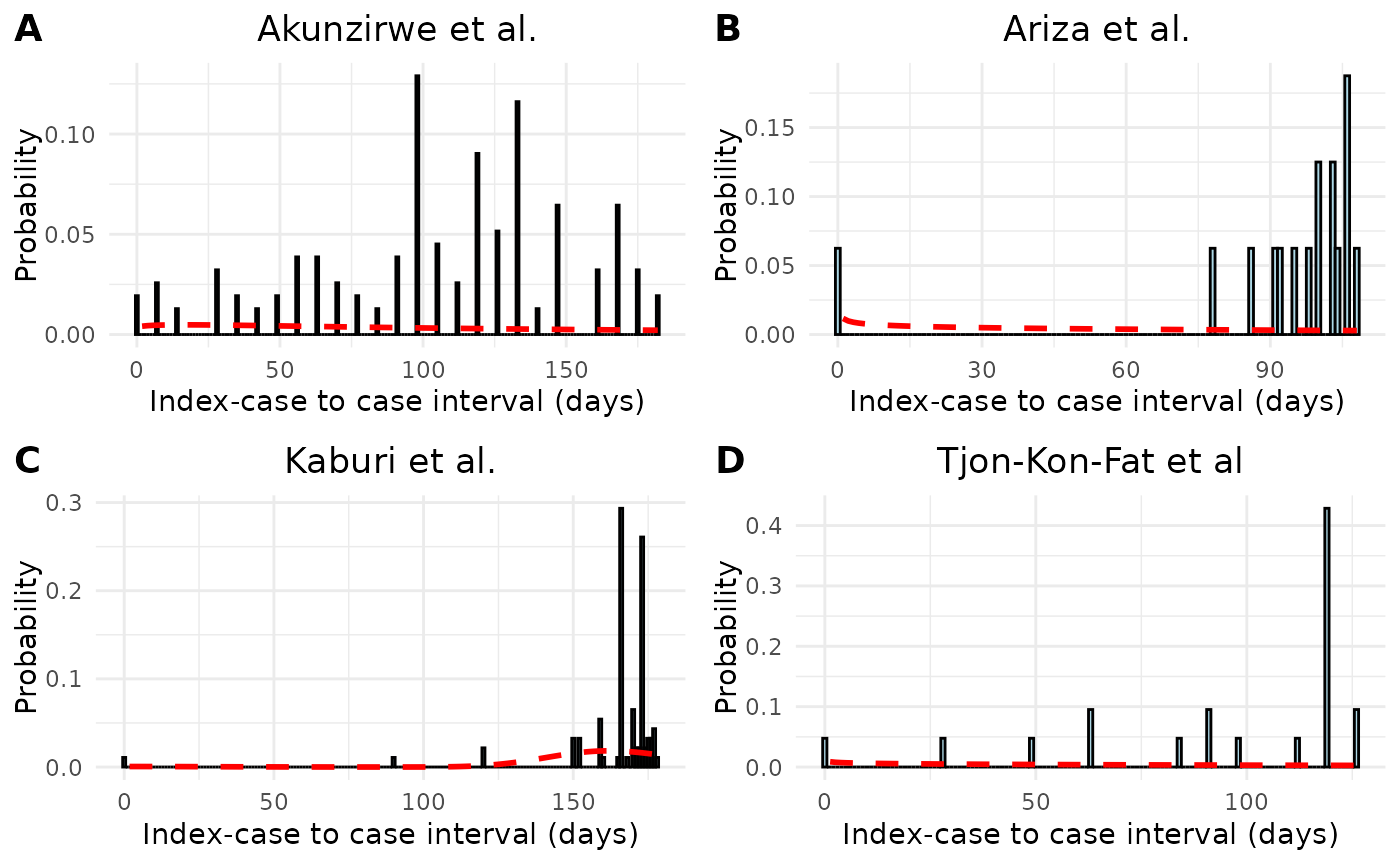 A
Akunzirwe et al.
Probability
0.10
0.05
0.00
0
50
100
150
Index-case to case interval (days)
B
Ariza et al.
Probability
0.15
0.10
0.05
0.00
0
30
60
90
Index-case to case interval (days)
C
Kaburi et al.
Probability
0.3
0.2
0.1
0.0
0
50
100
150
Index-case to case interval (days)
D
Tjon-Kon-Fat et al
Probability
0.4
0.3
0.2
0.1
0.0
0
50
100
Index-case to case interval (days)